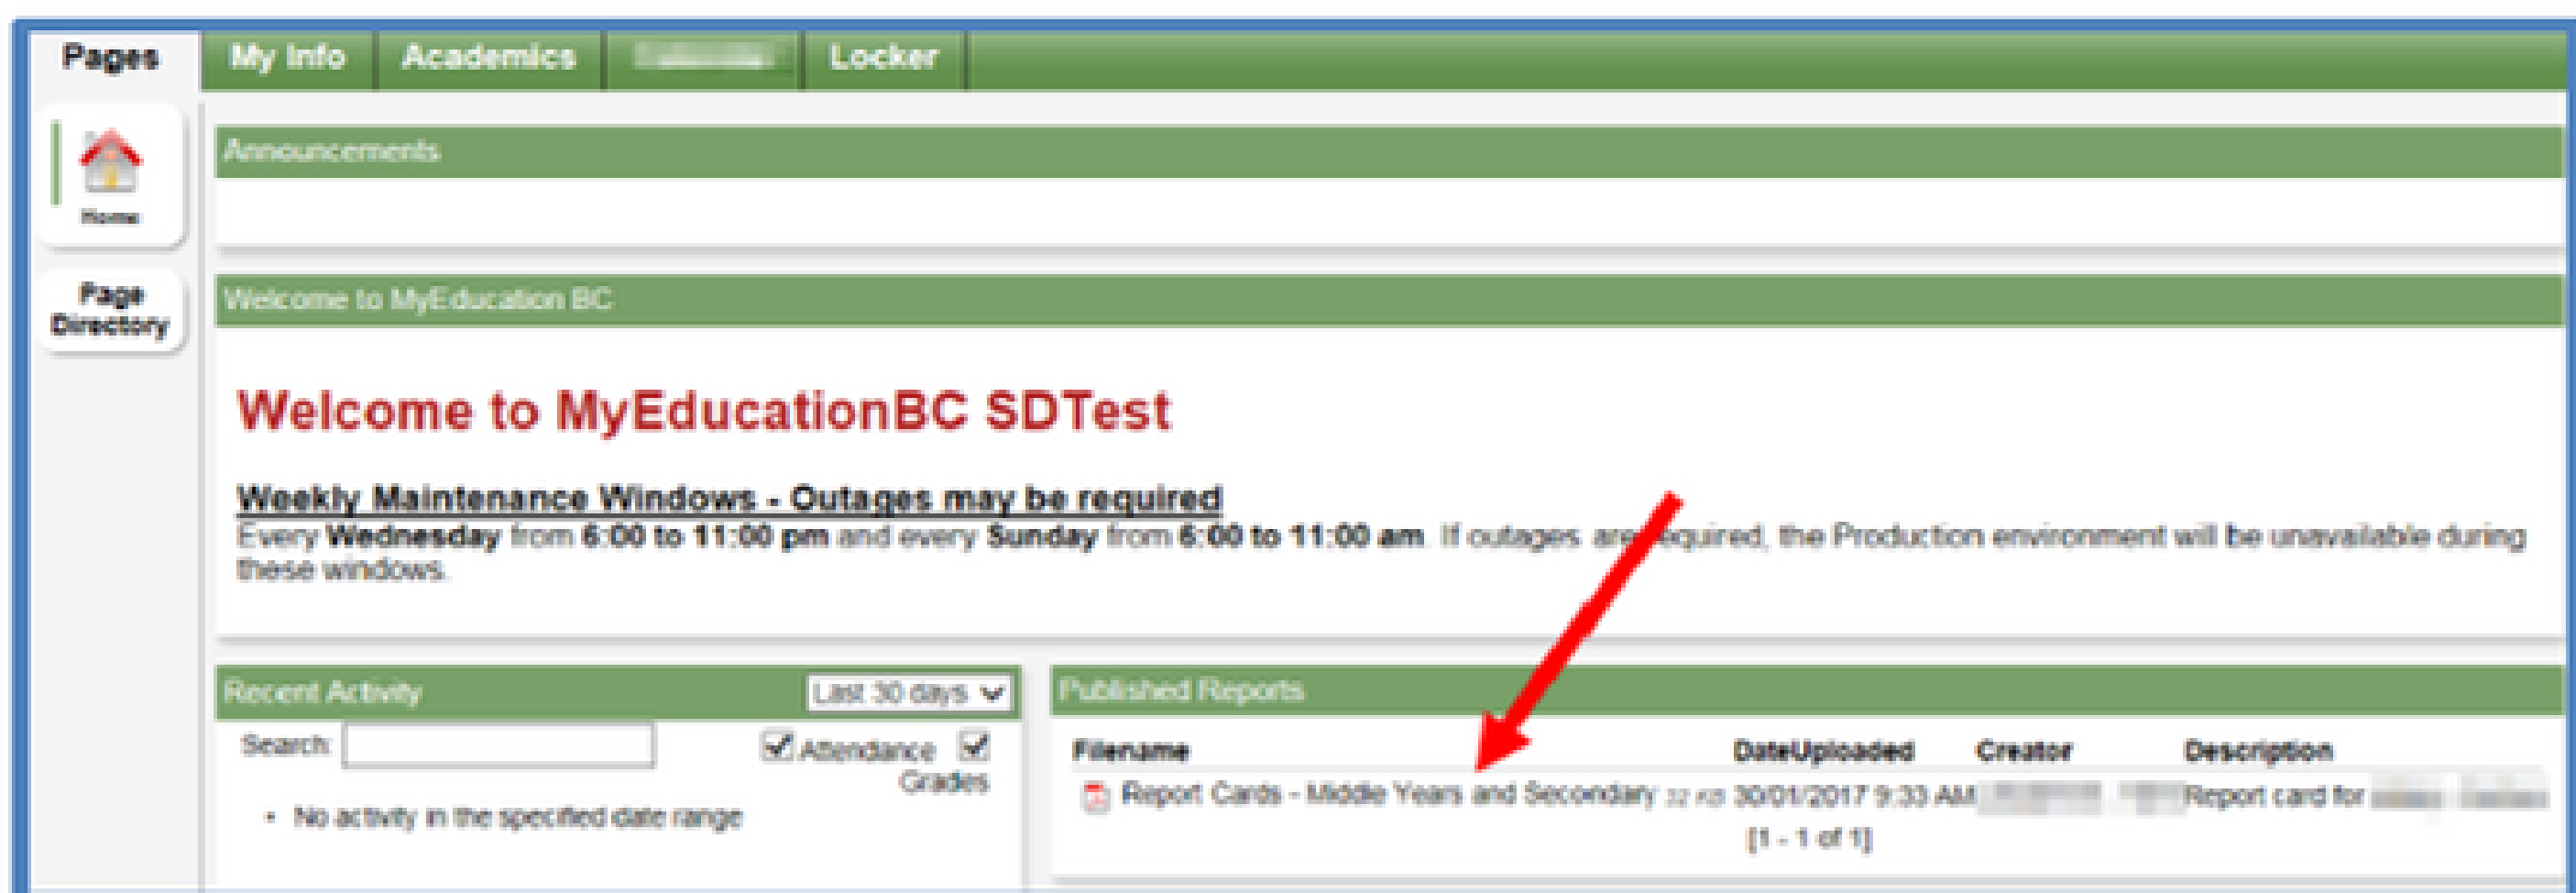 Pages My Info Academics Locker
Home
Page
Directory
Announcements
Welcome to MyEducation BC
Welcome to MyEducationBC SDTest
Weekly Maintenance Windows - Outages may be required
Every Wednesday from 6:00 to 11:00 pm and every Sunday from 6:00 to 11:00 am. If outages are required, the Production environment will be unavailable during
these windows.
Recent Activity Last 30 days
Search: Attendance
Grades
No activity in the specified date range
Published Reports
Filename DateUploaded Creator Description
Report Cards - Middle Years and Secondary 32 KB 30/01/2017 9:33 AM Report card for
[1 - 1 of 1]